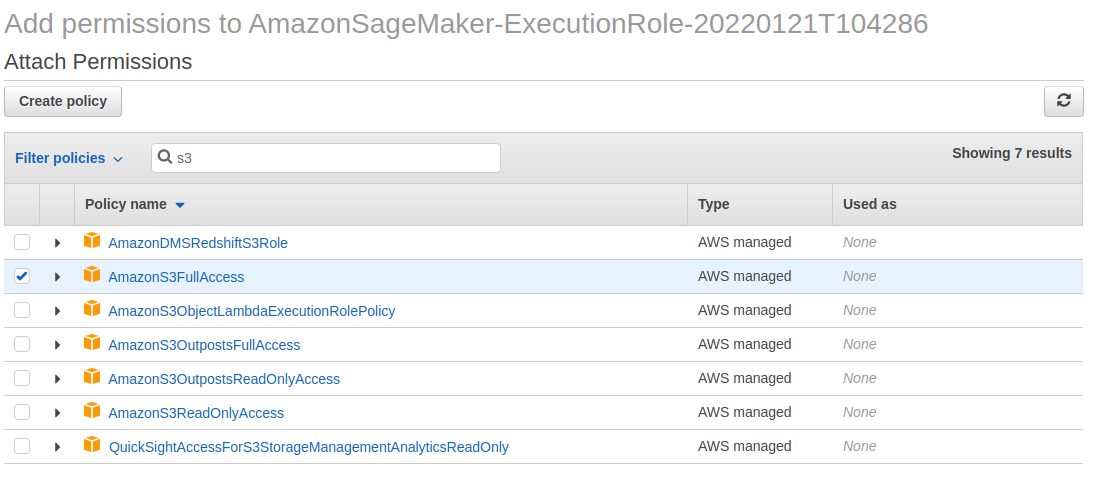 Add permissions to AmazonSageMaker-ExecutionRole-20220121T104286
Attach Permissions
Create policy
Filter policies s3 Showing 7 results
Policy name Type Used as
AmazonDMSRedshiftS3Role AWS managed None
AmazonS3FullAccess AWS managed None
AmazonS3ObjectLambdaExecutionRolePolicy AWS managed None
AmazonS3OutpostsFullAccess AWS managed None
AmazonS3OutpostsReadOnlyAccess AWS managed None
AmazonS3ReadOnlyAccess AWS managed None
QuickSightAccessForS3StorageManagementAnalyticsReadOnly AWS managed None